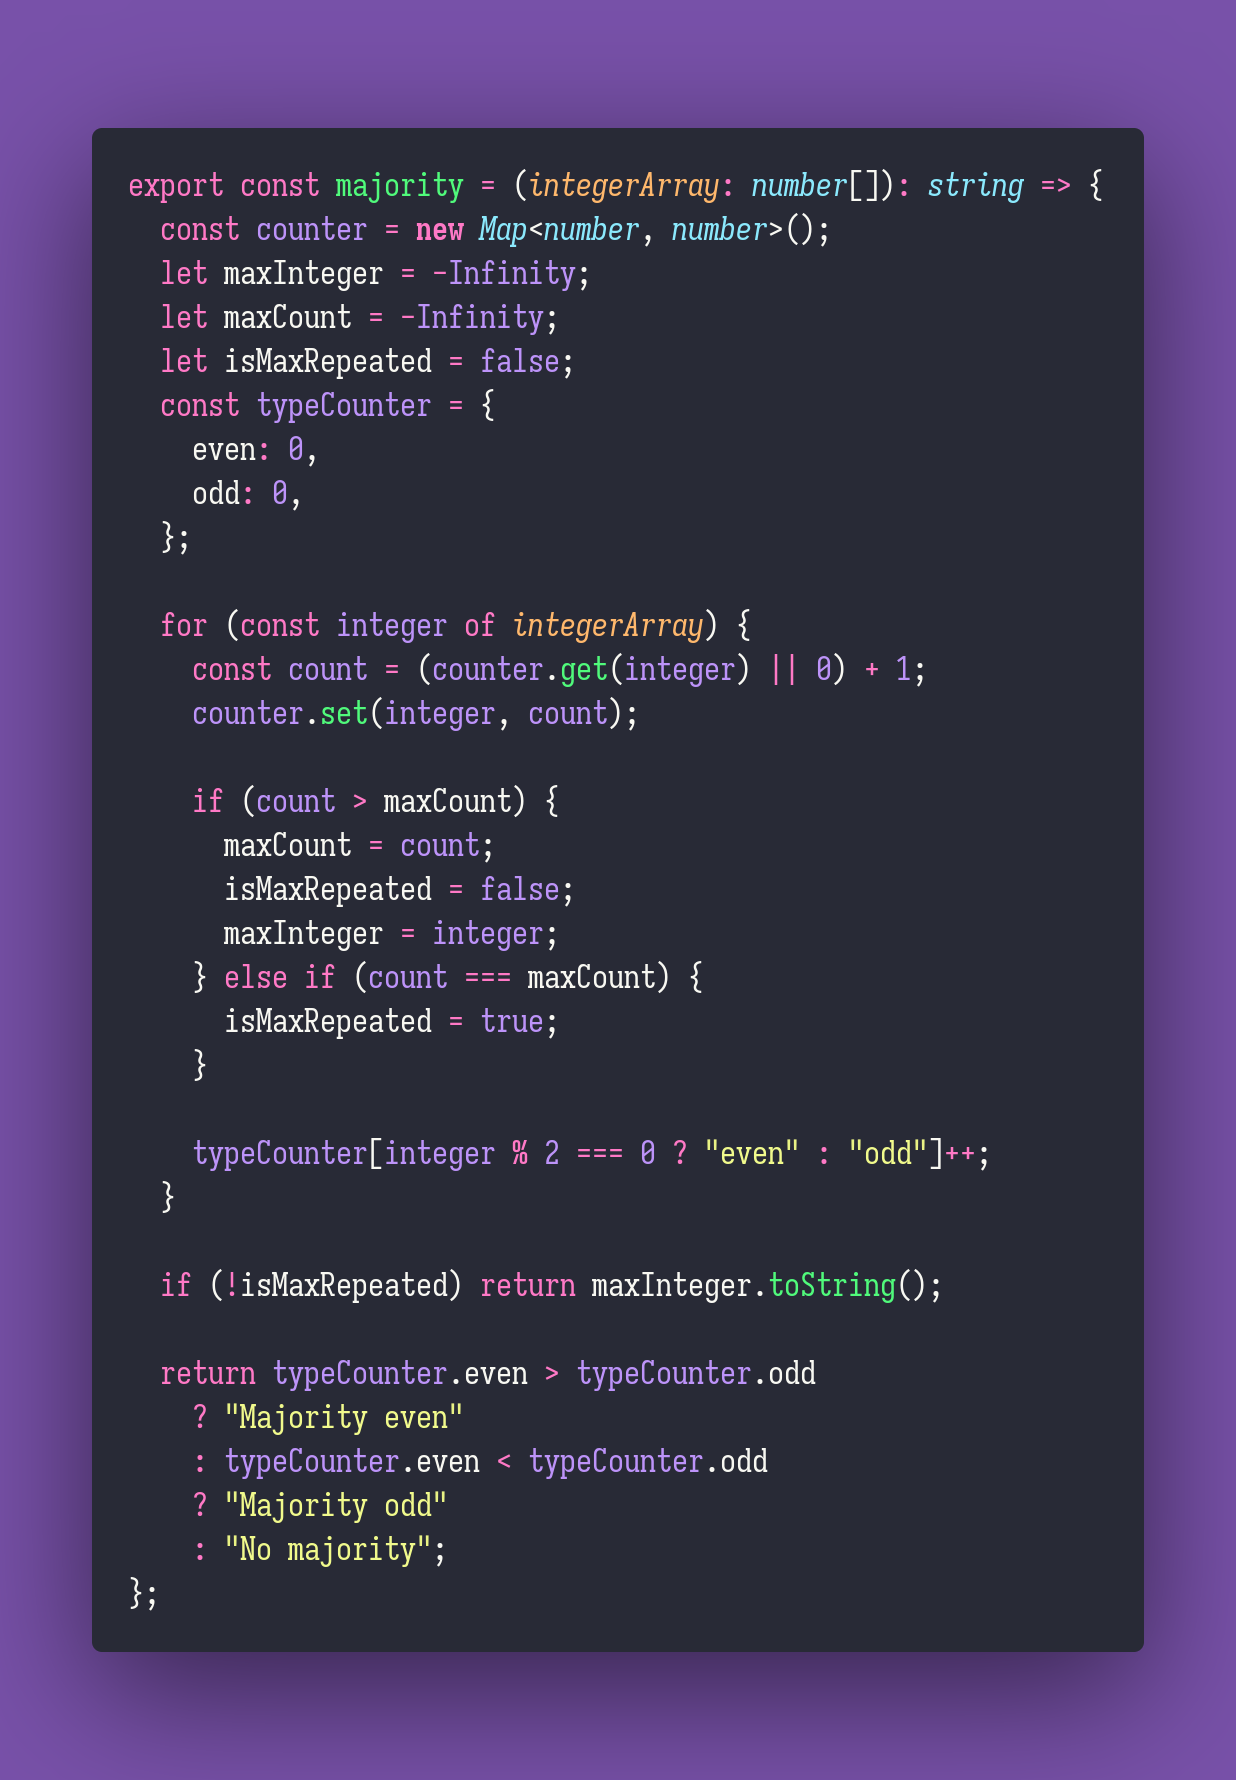 export const majority = (integerArray: number[]): string => {
  const counter = new Map<number, number>();
  let maxInteger = -Infinity;
  let maxCount = -Infinity;
  let isMaxRepeated = false;
  const typeCounter = {
    even: 0,
    odd: 0,
  };

  for (const integer of integerArray) {
    const count = (counter.get(integer) || 0) + 1;
    counter.set(integer, count);

    if (count > maxCount) {
      maxCount = count;
      isMaxRepeated = false;
      maxInteger = integer;
    } else if (count === maxCount) {
      isMaxRepeated = true;
    }

    typeCounter[integer % 2 === 0 ? "even" : "odd"]++;
  }

  if (!isMaxRepeated) return maxInteger.toString();

  return typeCounter.even > typeCounter.odd
    ? "Majority even"
    : typeCounter.even < typeCounter.odd
    ? "Majority odd"
    : "No majority";
};